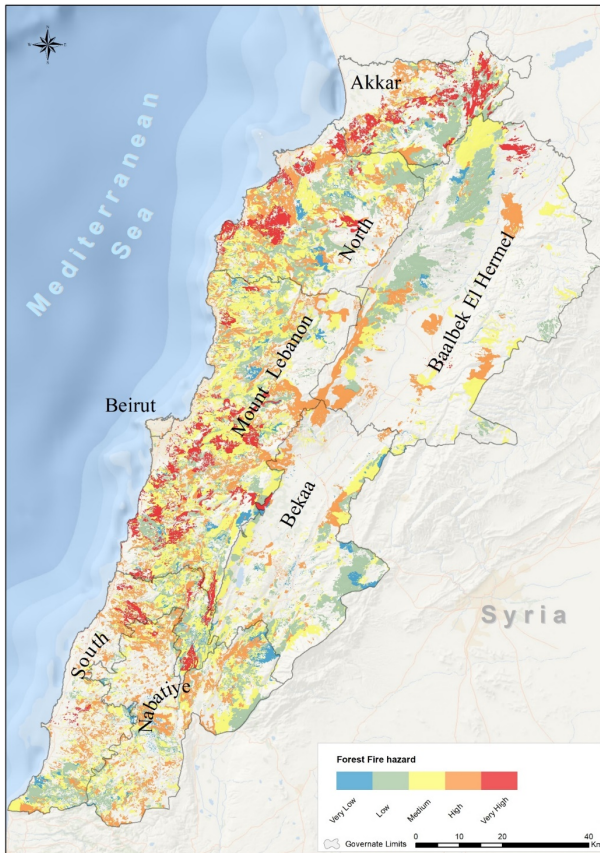 Akkar
Mediterranean
Sea
North
Baalbek El Hermel
Mount Lebanon
Beirut
Bekaa
Syria
South
Nabatiye
Forest Fire hazard
Very Low
Low
Medium
High
Very High
Governate Limits
0 10 20 40
Km